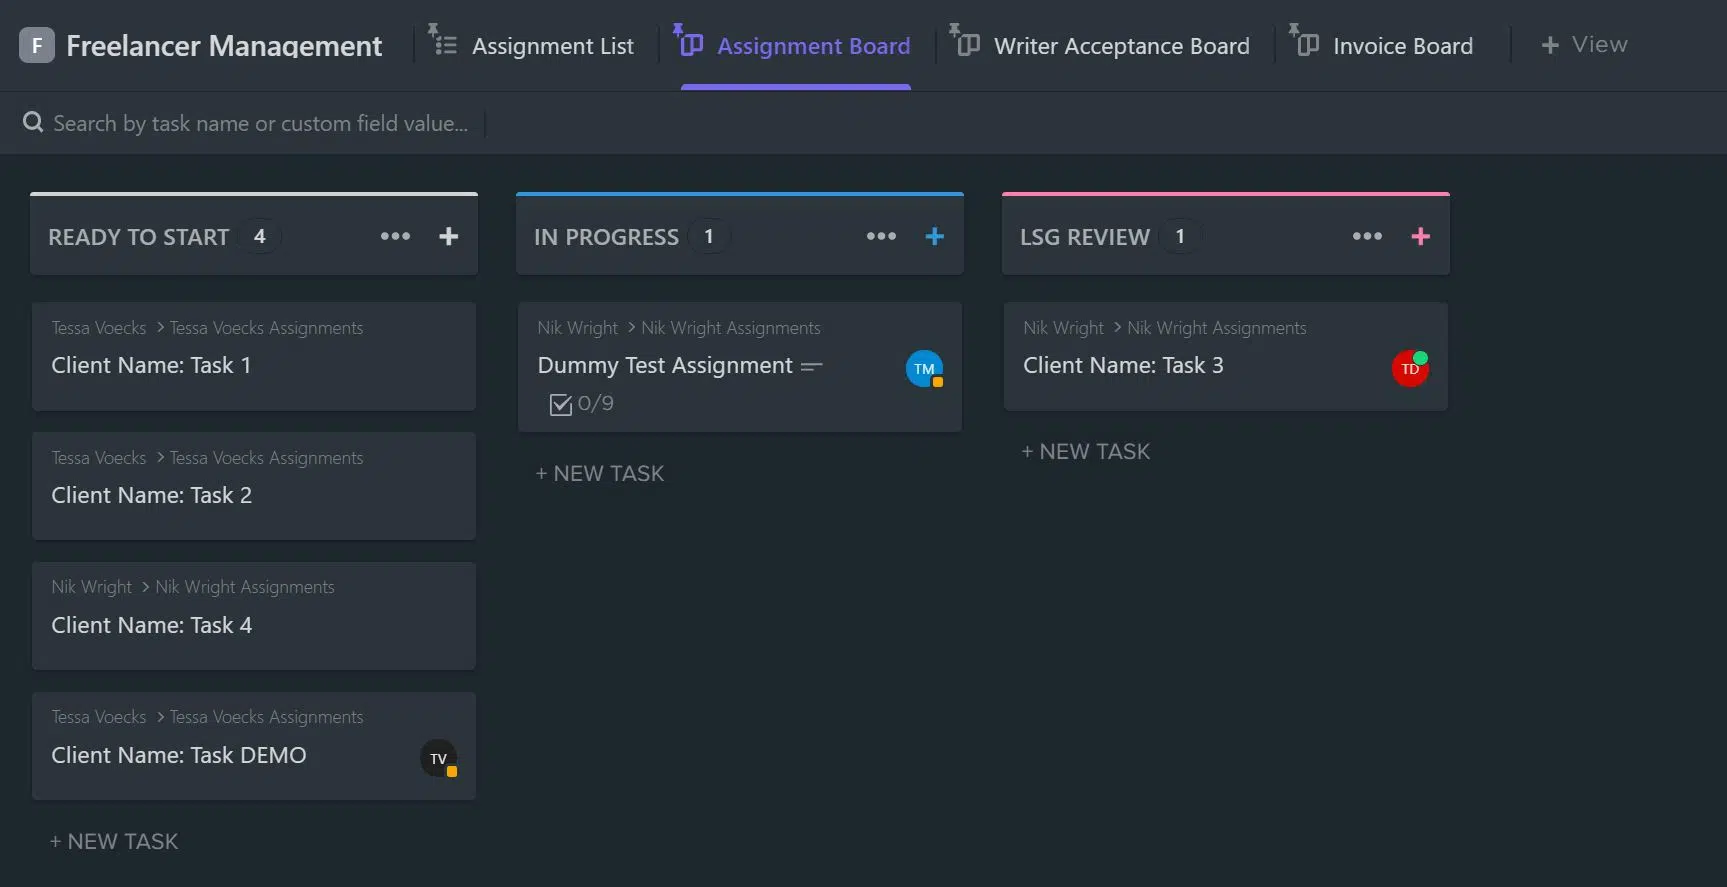 F Freelancer Management
Assignment List
Assignment Board
Writer Acceptance Board
Invoice Board
+ View
Search by task name or custom field value...
READY TO START 4
Tessa Voecks > Tessa Voecks Assignments
Client Name: Task 1
Tessa Voecks > Tessa Voecks Assignments
Client Name: Task 2
Nik Wright > Nik Wright Assignments
Client Name: Task 4
Tessa Voecks > Tessa Voecks Assignments
Client Name: Task DEMO
TV
+ NEW TASK
IN PROGRESS 1
Nik Wright > Nik Wright Assignments
Dummy Test Assignment
TM
0/9
+ NEW TASK
LSG REVIEW 1
Nik Wright > Nik Wright Assignments
Client Name: Task 3
TD
+ NEW TASK